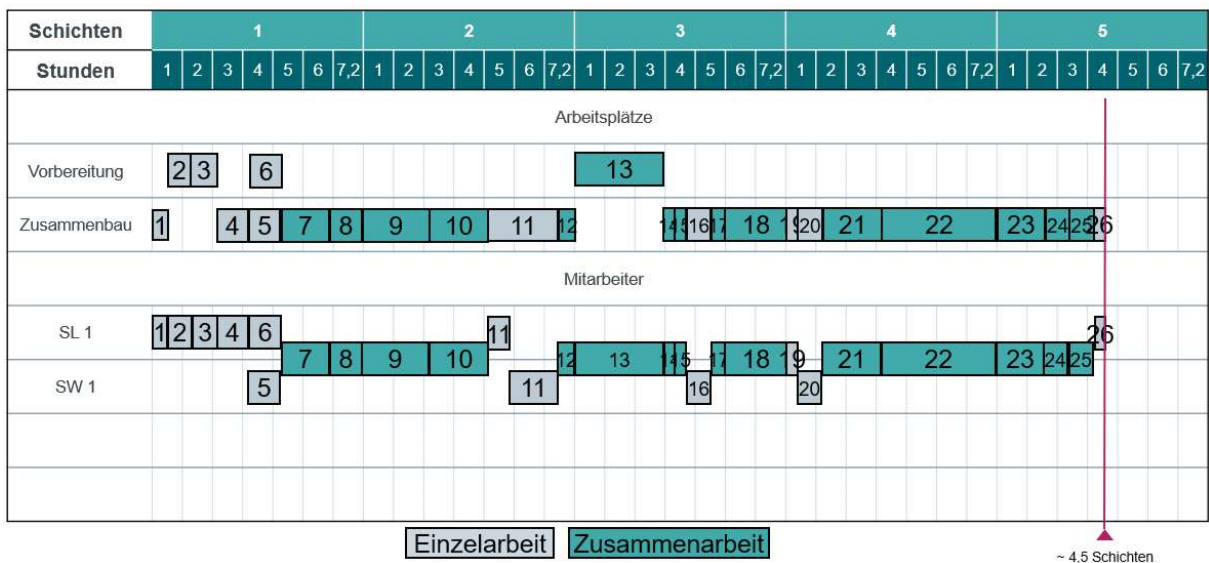 Schichten 1 2 3 4 5
Stunden 1 2 3 4 5 6 7,2 1 2 3 4 5 6 7,2 1 2 3 4 5 6 7,2 1 2 3 4 5 6 7,2 1 2 3 4 5 6 7,2
Arbeitsplätze
Vorbereitung 2 3 6 13
Zusammenbau 1 4 5 7 8 9 10 11 12 14 5 16 17 18 19 20 21 22 23 24 25 26
Mitarbeiter
SL 1 1 2 3 4 6 11 26
7 8 9 10 12 13 14 15 17 18 19 21 22 23 24 25
SW 1 5 11 16 20
Einzelarbeit Zusammenarbeit
~ 4,5 Schichten